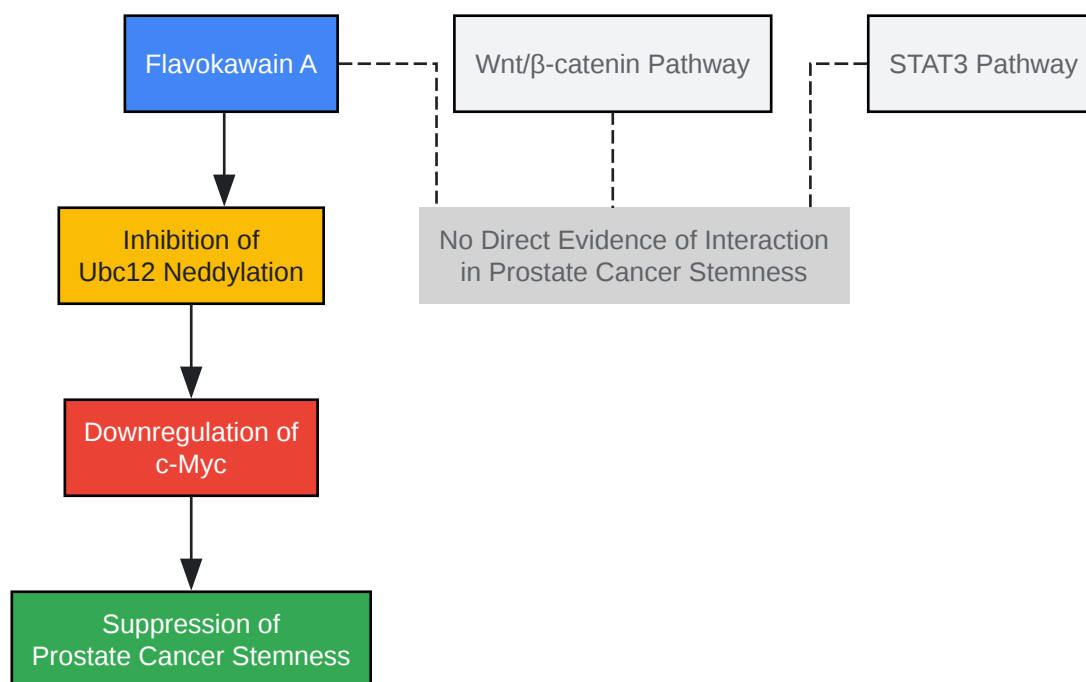 Flavokawain A
Wnt/β-catenin Pathway
STAT3 Pathway
Inhibition of
Ubc12 Neddylation
No Direct Evidence of Interaction
in Prostate Cancer Stemness
Downregulation of
c-Myc
Suppression of
Prostate Cancer Stemness